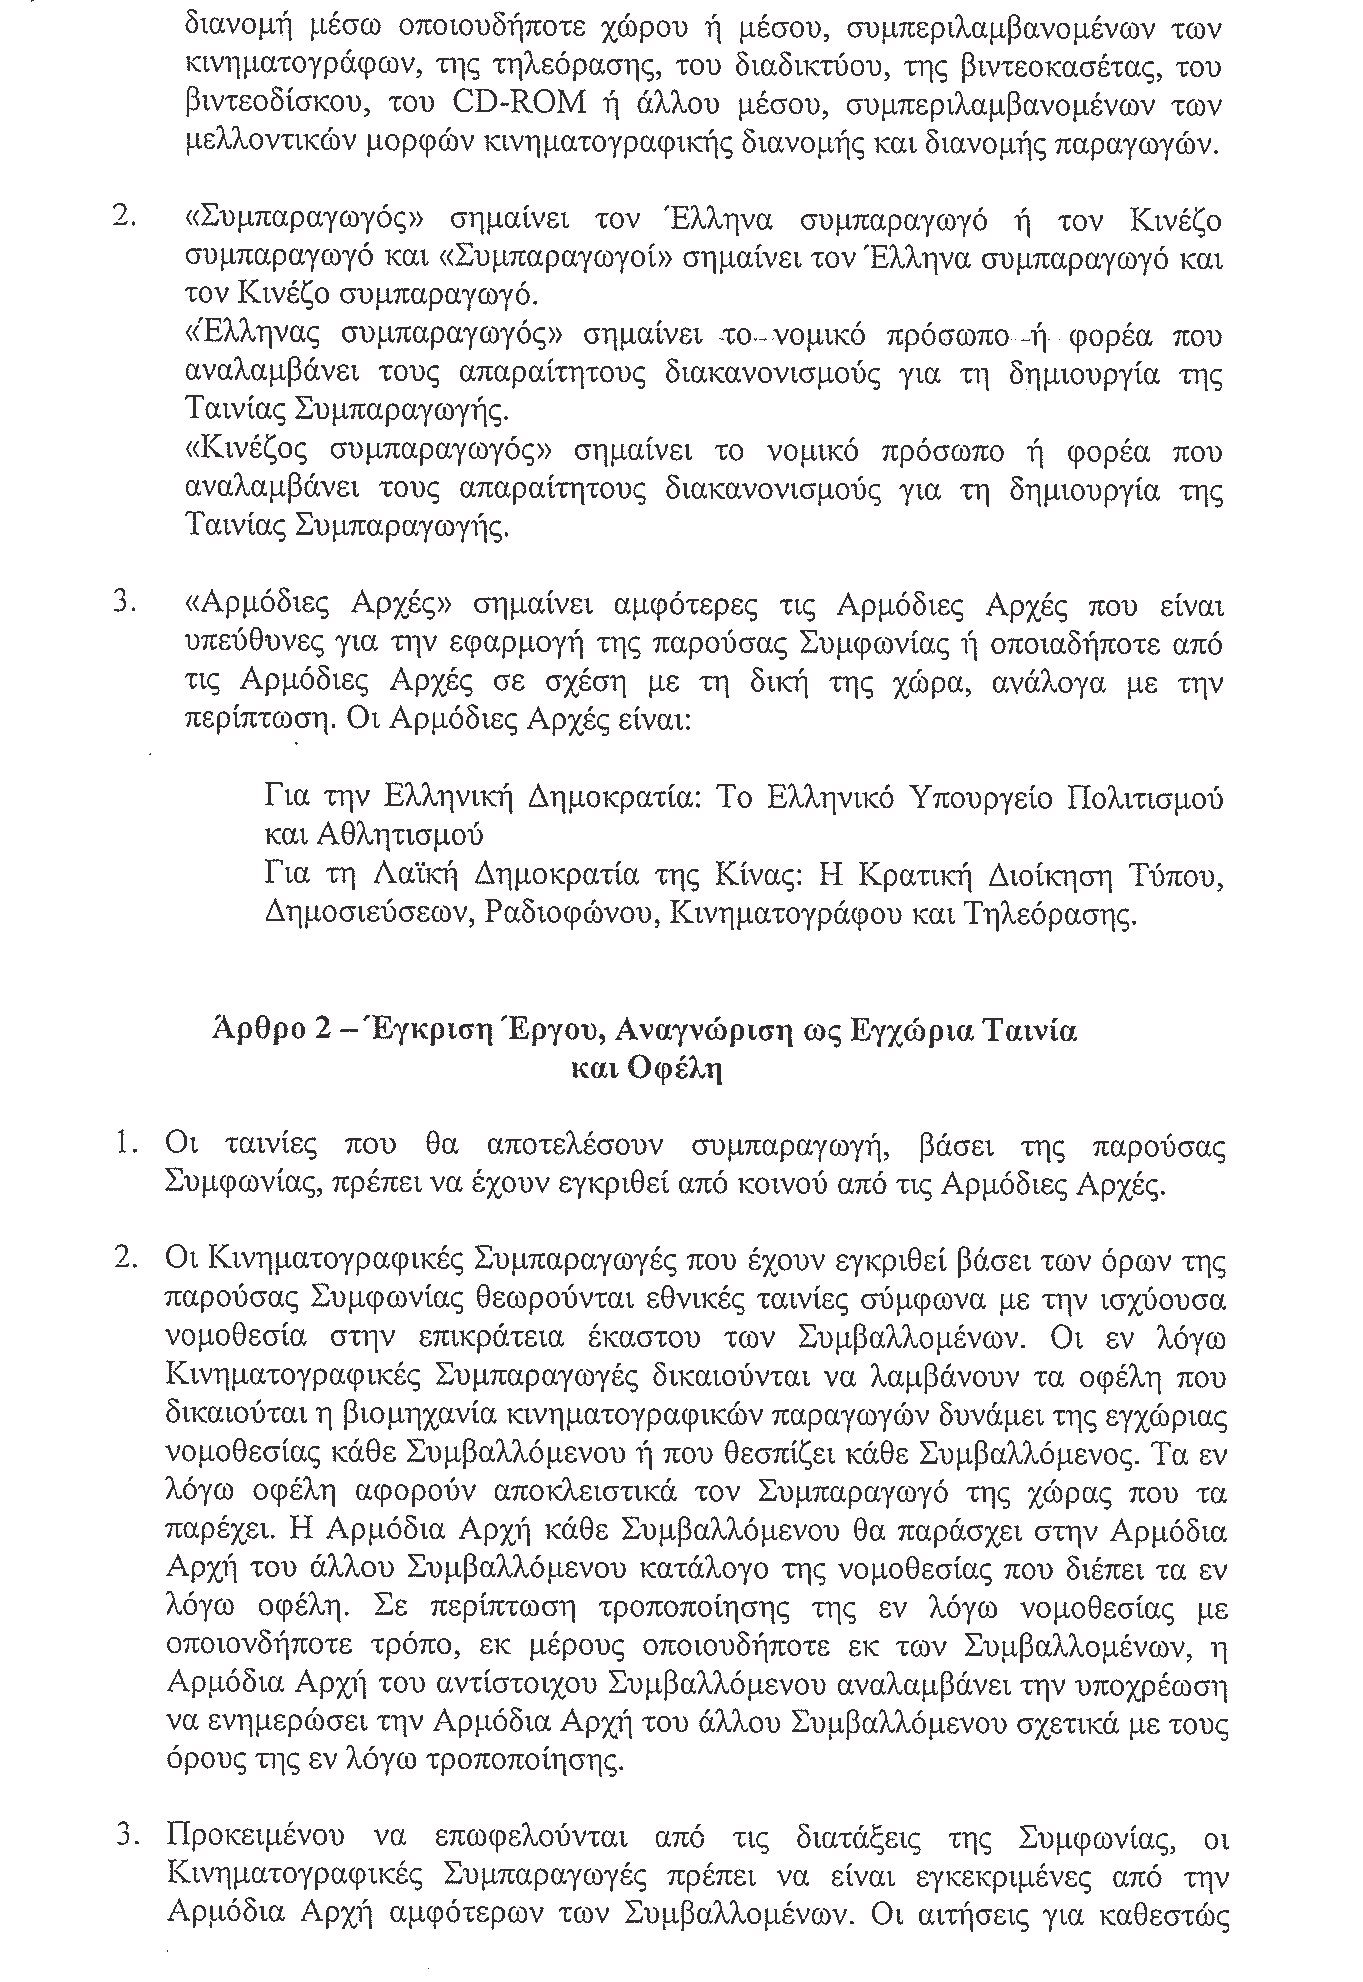 διανομή μέσω οποιουδήποτε χώρου ή μέσου, συμπεριλαμβανομένων των
κινηματογράφων, της τηλεόρασης, του διαδικτύου, της βιντεοκασέτας, του
βιντεοδίσκου, του CD-ROM ή άλλου μέσου, συμπεριλαμβανομένων των
μελλοντικών μορφών κινηματογραφικής διανομής και διανομής παραγωγών.
2. «Συμπαραγωγός» σημαίνει τον Έλληνα συμπαραγωγό ή τον Κινέζο
συμπαραγωγό και «Συμπαραγωγοί» σημαίνει τον Έλληνα συμπαραγωγό και
τον Κινέζο συμπαραγωγό.
«Έλληνας συμπαραγωγός» σημαίνει το νομικό πρόσωπο ή φορέα που
αναλαμβάνει τους απαραίτητους διακανονισμούς για τη δημιουργία της
Ταινίας Συμπαραγωγής.
«Κινέζος συμπαραγωγός» σημαίνει το νομικό πρόσωπο ή φορέα που
αναλαμβάνει τους απαραίτητους διακανονισμούς για τη δημιουργία της
Ταινίας Συμπαραγωγής.
3. «Αρμόδιες Αρχές» σημαίνει αμφότερες τις Αρμόδιες Αρχές που είναι
υπεύθυνες για την εφαρμογή της παρούσας Συμφωνίας ή οποιαδήποτε από
τις Αρμόδιες Αρχές σε σχέση με τη δική της χώρα, ανάλογα με την
περίπτωση. Οι Αρμόδιες Αρχές είναι:
Για την Ελληνική Δημοκρατία: Το Ελληνικό Υπουργείο Πολιτισμού
και Αθλητισμού
Για τη Λαϊκή Δημοκρατία της Κίνας: Η Κρατική Διοίκηση Τύπου,
Δημοσιεύσεων, Ραδιοφώνου, Κινηματογράφου και Τηλεόρασης.
Άρθρο 2 – Έγκριση Έργου, Αναγνώριση ως Εγχώρια Ταινία
και Οφέλη
1. Οι ταινίες που θα αποτελέσουν συμπαραγωγή, βάσει της παρούσας
Συμφωνίας, πρέπει να έχουν εγκριθεί από κοινού από τις Αρμόδιες Αρχές.
2. Οι Κινηματογραφικές Συμπαραγωγές που έχουν εγκριθεί βάσει των όρων της
παρούσας Συμφωνίας θεωρούνται εθνικές ταινίες σύμφωνα με την ισχύουσα
νομοθεσία στην επικράτεια έκαστου των Συμβαλλομένων. Οι εν λόγω
Κινηματογραφικές Συμπαραγωγές δικαιούνται να λαμβάνουν τα οφέλη που
δικαιούται η βιομηχανία κινηματογραφικών παραγωγών δυνάμει της εγχώριας
νομοθεσίας κάθε Συμβαλλόμενου ή που θεσπίζει κάθε Συμβαλλόμενος. Τα εν
λόγω οφέλη αφορούν αποκλειστικά τον Συμπαραγωγό της χώρας που τα
παρέχει. Η Αρμόδια Αρχή κάθε Συμβαλλόμενου θα παράσχει στην Αρμόδια
Αρχή του άλλου Συμβαλλόμενου κατάλογο της νομοθεσίας που διέπει τα εν
λόγω οφέλη. Σε περίπτωση τροποποίησης της εν λόγω νομοθεσίας με
οποιονδήποτε τρόπο, εκ μέρους οποιουδήποτε εκ των Συμβαλλομένων, η
Αρμόδια Αρχή του αντίστοιχου Συμβαλλόμενου αναλαμβάνει την υποχρέωση
να ενημερώσει την Αρμόδια Αρχή του άλλου Συμβαλλόμενου σχετικά με τους
όρους της εν λόγω τροποποίησης.
3. Προκειμένου να επωφελούνται από τις διατάξεις της Συμφωνίας, οι
Κινηματογραφικές Συμπαραγωγές πρέπει να είναι εγκεκριμένες από την
Αρμόδια Αρχή αμφότερων των Συμβαλλομένων. Οι αιτήσεις για καθεστώς